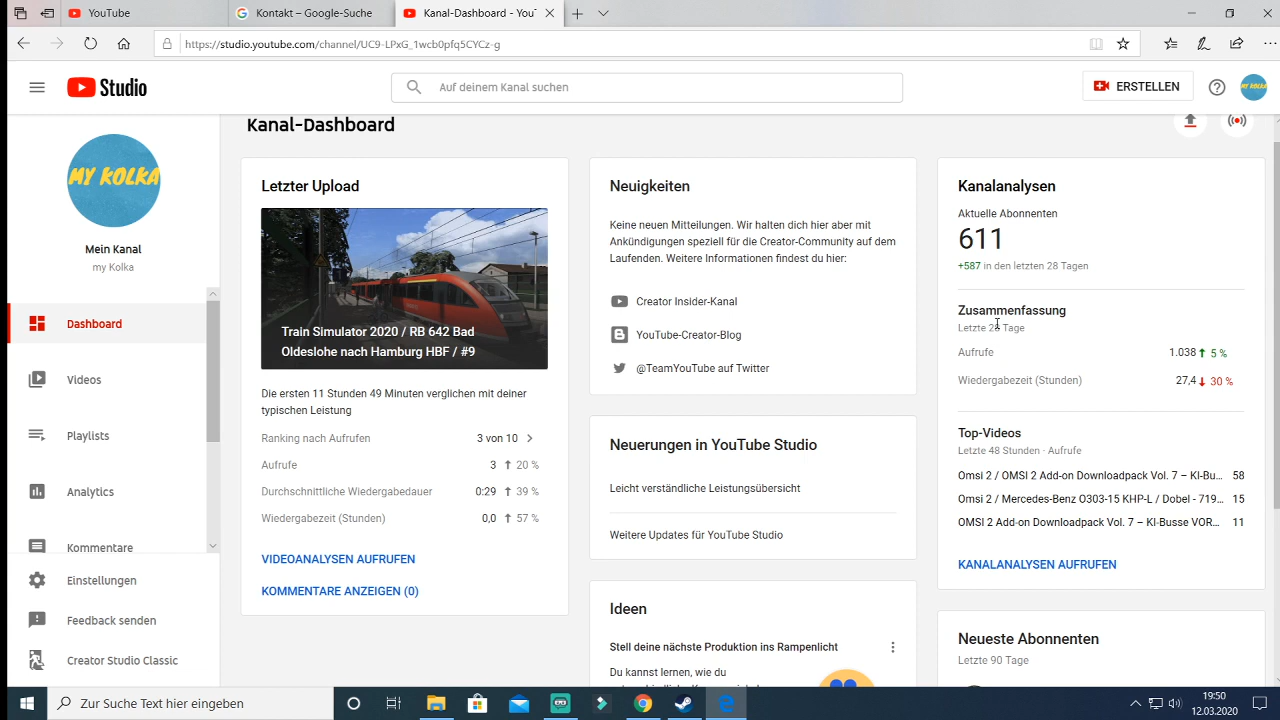 YouTube
Kontakt – Google-Suche
Kanal-Dashboard - You
https://studio.youtube.com/channel/UC9-LPxG_1wcb0pfq5CYCz-g
Studio
Auf deinem Kanal suchen
ERSTELLEN
MY KOLKA
MY KOLKA
Mein Kanal
my Kolka
Dashboard
Videos
Playlists
Analytics
Kommentare
Einstellungen
Feedback senden
Creator Studio Classic
Kanal-Dashboard
Letzter Upload
Train Simulator 2020 / RB 642 Bad
Oldeslohe nach Hamburg HBF / #9
Die ersten 11 Stunden 49 Minuten verglichen mit deiner
typischen Leistung
Ranking nach Aufrufen 3 von 10
Aufrufe 3 ↑ 20 %
Durchschnittliche Wiedergabedauer 0:29 ↑ 39 %
Wiedergabezeit (Stunden) 0,0 ↑ 57 %
VIDEOANALYSEN AUFRUFEN
KOMMENTARE ANZEIGEN (0)
Neuigkeiten
Keine neuen Mitteilungen. Wir halten dich hier aber mit
Ankündigungen speziell für die Creator-Community auf dem
Laufenden. Weitere Informationen findest du hier:
Creator Insider-Kanal
YouTube-Creator-Blog
@TeamYouTube auf Twitter
Neuerungen in YouTube Studio
Leicht verständliche Leistungsübersicht
Weitere Updates für YouTube Studio
Ideen
Stell deine nächste Produktion ins Rampenlicht
Du kannst lernen, wie du
Kanalanalysen
Aktuelle Abonnenten
611
+587 in den letzten 28 Tagen
Zusammenfassung
Letzte 28 Tage
Aufrufe 1.038 ↑ 5 %
Wiedergabezeit (Stunden) 27,4 ↓ 30 %
Top-Videos
Letzte 48 Stunden · Aufrufe
Omsi 2 / OMSI 2 Add-on Downloadpack Vol. 7 – KI-Bu... 58
Omsi 2 / Mercedes-Benz O303-15 KHP-L / Dobel - 719... 15
OMSI 2 Add-on Downloadpack Vol. 7 – KI-Busse VOR... 11
KANALANALYSEN AUFRUFEN
Neueste Abonnenten
Letzte 90 Tage
Zur Suche Text hier eingeben
19:50
12.03.2020